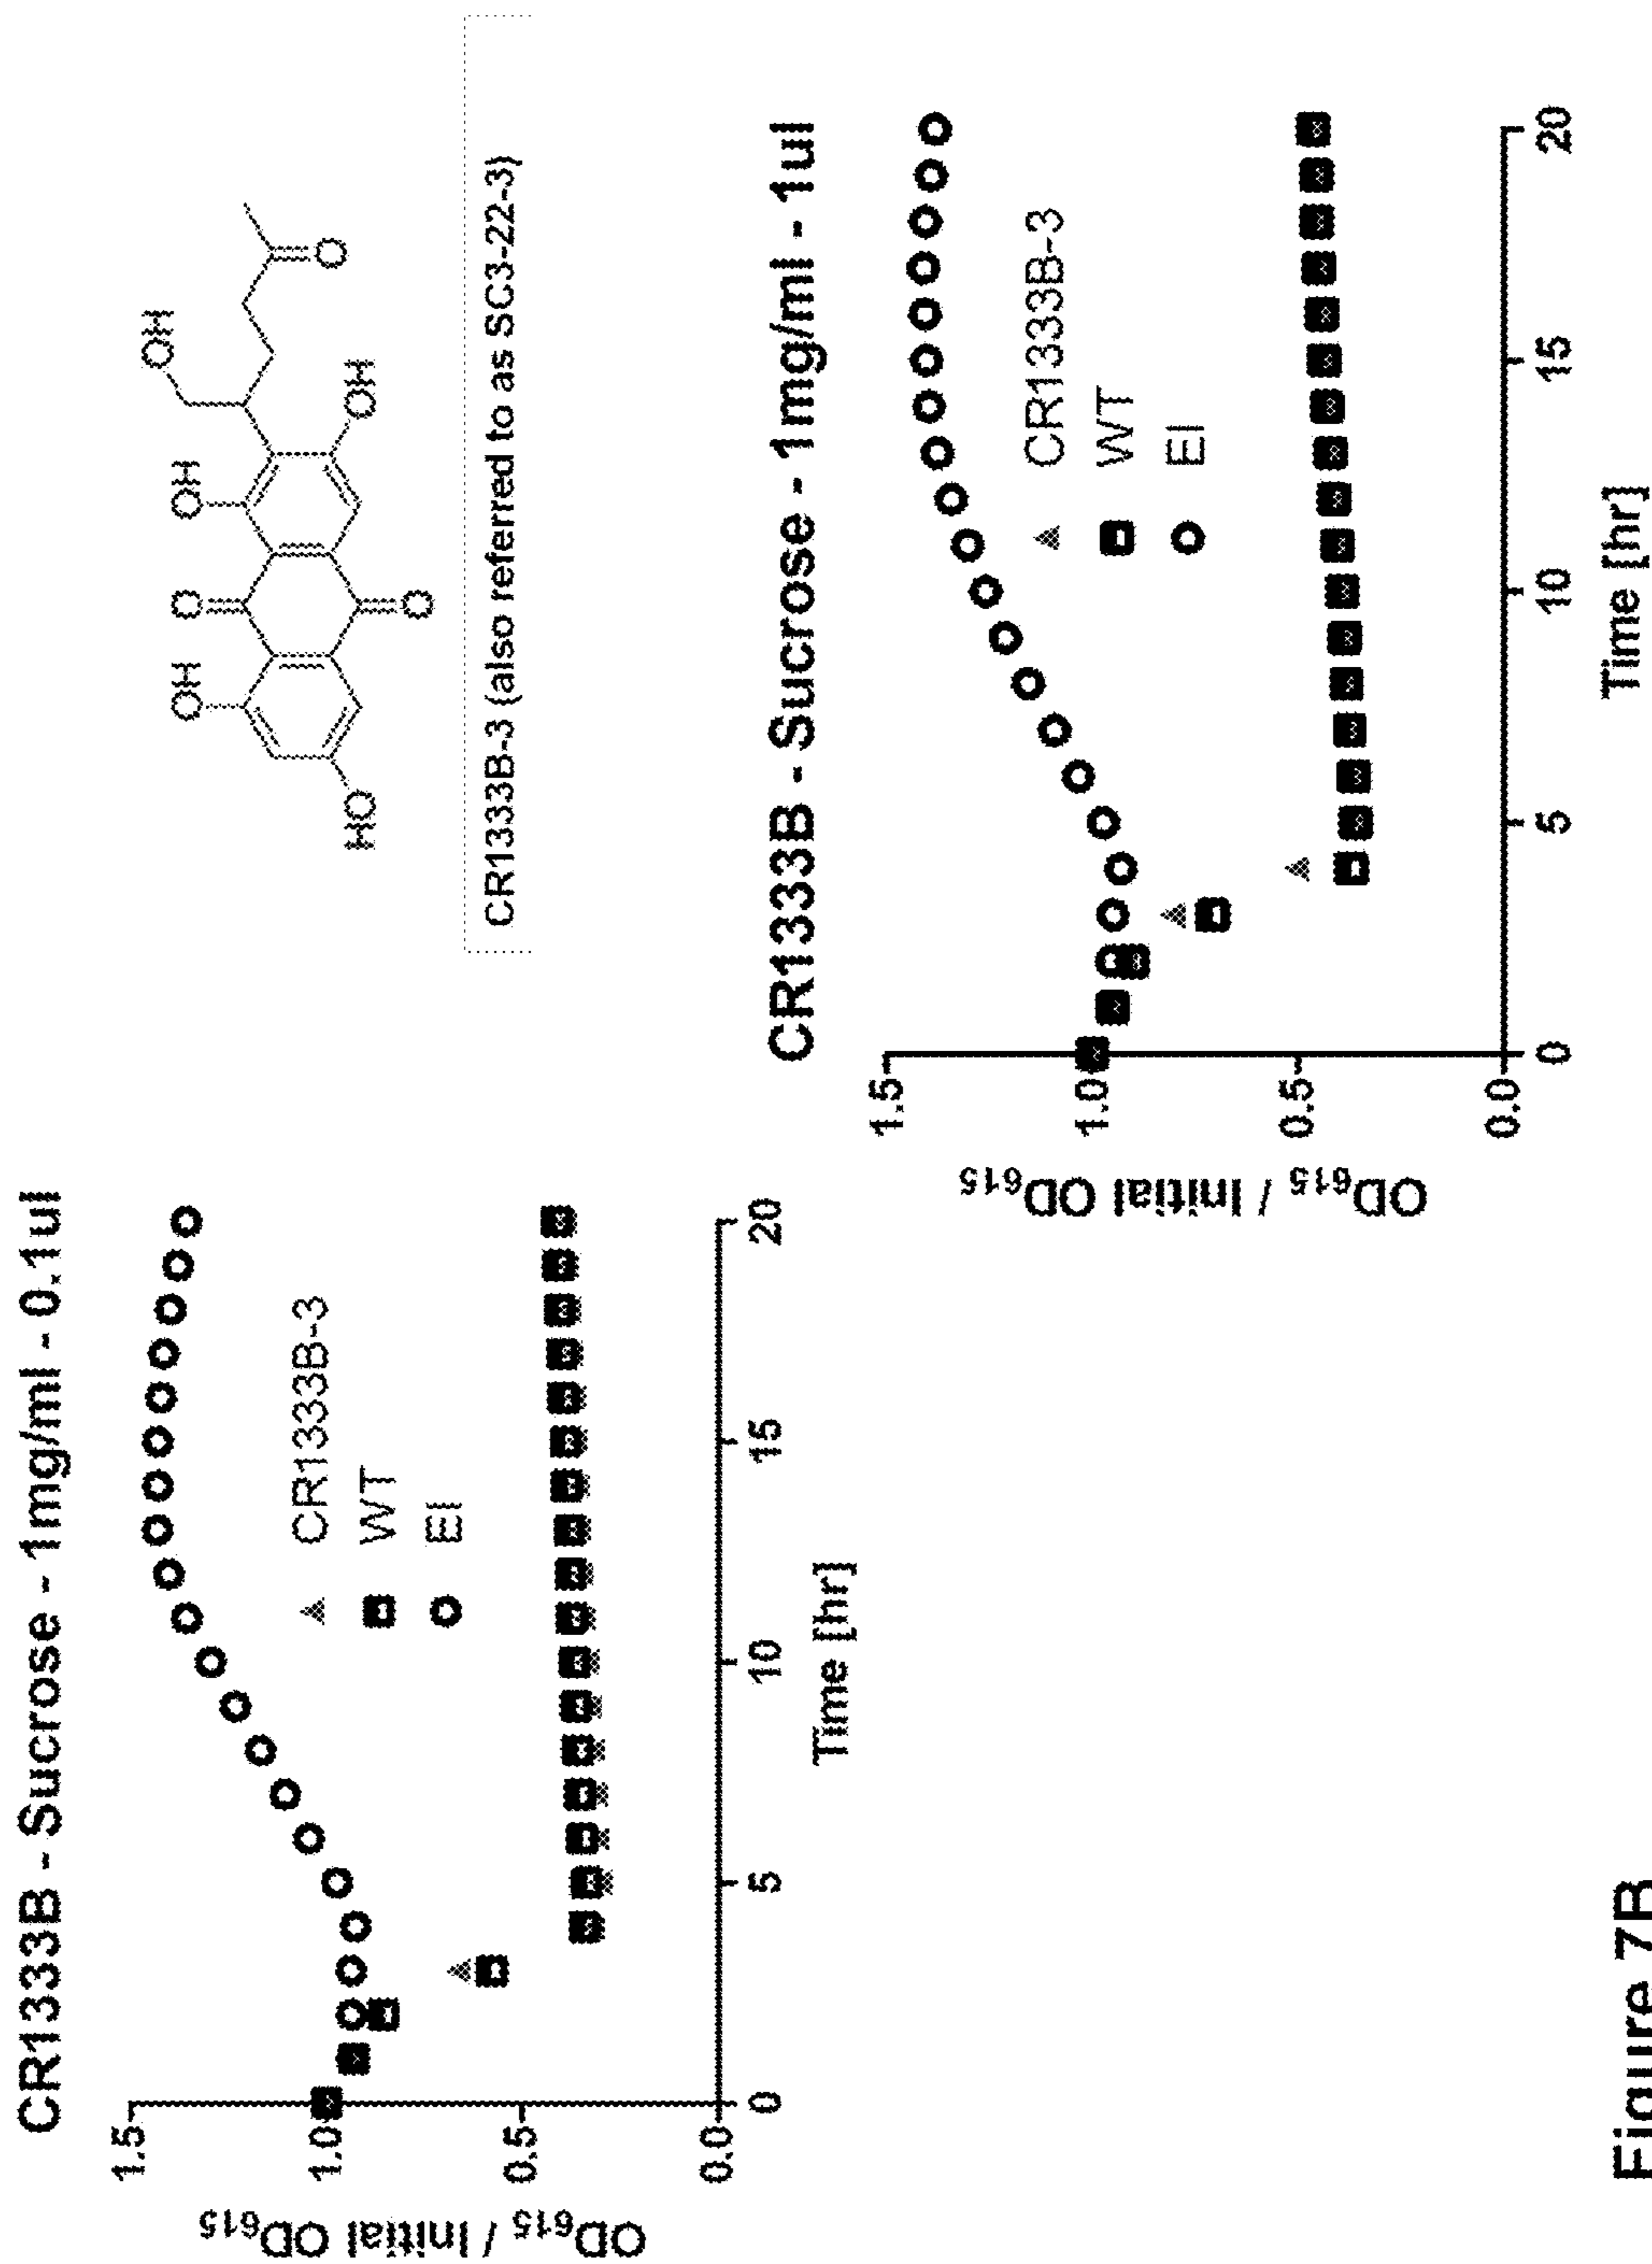 CR1333B - Sucrose - 1mg/ml - 0.1ul
1.5
1.0
0.5
0.0
OD615 / Initial OD615
0
5
10
15
20
Time [hr]
CR1333B-3
WT
EI
OH
O
OH
OH
HO
O
OH
O
CR1333B-3 (also referred to as SC3-22-3)
CR1333B - Sucrose - 1mg/ml - 1ul
1.5
1.0
0.5
0.0
OD615 / Initial OD615
0
5
10
15
20
Time [hr]
CR1333B-3
WT
EI
Figure 7B